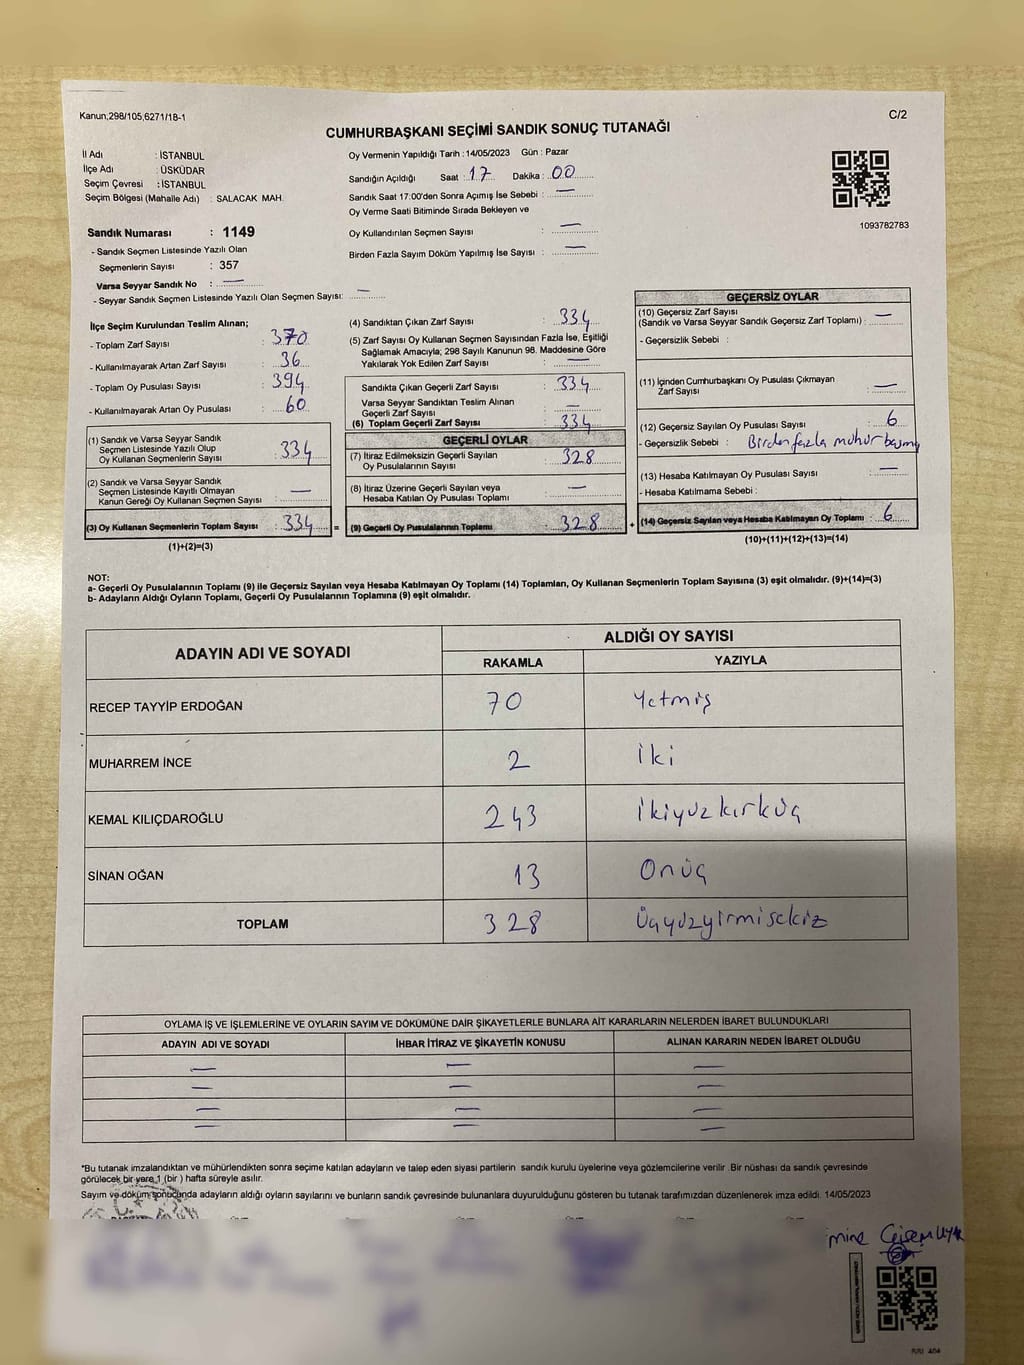 Kanun,298/105,6271/18-1
C/2
CUMHURBAŞKANI SEÇİMİ SANDIK SONUÇ TUTANAĞI
İl Adı : İSTANBUL
İlçe Adı : ÜSKÜDAR
Seçim Çevresi : İSTANBUL
Seçim Bölgesi (Mahalle Adı) : SALACAK MAH.
Oy Vermenin Yapıldığı Tarih : 14/05/2023 Gün : Pazar
Sandığın Açıldığı Saat : 17 Dakika : 00
Sandık Saat 17:00'den Sonra Açımış İse Sebebi : —
Oy Verme Saati Bitiminde Sırada Bekleyen ve
Oy Kullandırılan Seçmen Sayısı : —
Birden Fazla Sayım Döküm Yapılmış İse Sayısı : —
1093782783
Sandık Numarası : 1149
- Sandık Seçmen Listesinde Yazılı Olan
Seçmenlerin Sayısı : 357
Varsa Seyyar Sandık No : —
- Seyyar Sandık Seçmen Listesinde Yazılı Olan Seçmen Sayısı: —
İlçe Seçim Kurulundan Teslim Alınan;
- Toplam Zarf Sayısı : 370
- Kullanılmayarak Artan Zarf Sayısı : 36
- Toplam Oy Pusulası Sayısı : 394
- Kullanılmayarak Artan Oy Pusulası : 60
(1) Sandık ve Varsa Seyyar Sandık
Seçmen Listesinde Yazılı Olup
Oy Kullanan Seçmenlerin Sayısı : 334
(2) Sandık ve Varsa Seyyar Sandık
Seçmen Listesinde Kayıtlı Olmayan
Kanun Gereği Oy Kullanan Seçmen Sayısı : —
(3) Oy Kullanan Seçmenlerin Toplam Sayısı : 334 =
(1)+(2)=(3)
(4) Sandıktan Çıkan Zarf Sayısı : 334
(5) Zarf Sayısı Oy Kullanan Seçmen Sayısından Fazla İse, Eşitliği
Sağlamak Amacıyla; 298 Sayılı Kanunun 98. Maddesine Göre
Yakılarak Yok Edilen Zarf Sayısı : —
Sandıkta Çıkan Geçerli Zarf Sayısı : 334
Varsa Seyyar Sandıktan Teslim Alınan
Geçerli Zarf Sayısı : —
(6) Toplam Geçerli Zarf Sayısı : 334
GEÇERLİ OYLAR
(7) İtiraz Edilmeksizin Geçerli Sayılan
Oy Pusulalarının Sayısı : 328
(8) İtiraz Üzerine Geçerli Sayılan veya
Hesaba Katılan Oy Pusulası Toplamı : —
(9) Geçerli Oy Pusulalarının Toplamı : 328 +
GEÇERSİZ OYLAR
(10) Geçersiz Zarf Sayısı
(Sandık ve Varsa Seyyar Sandık Geçersiz Zarf Toplamı) : —
- Geçersizlik Sebebi :
(11) İçinden Cumhurbaşkanı Oy Pusulası Çıkmayan
Zarf Sayısı : —
(12) Geçersiz Sayılan Oy Pusulası Sayısı : 6
- Geçersizlik Sebebi : Birden fazla mühür basma
(13) Hesaba Katılmayan Oy Pusulası Sayısı : —
- Hesaba Katılmama Sebebi :
(14) Geçersiz Sayılan veya Hesaba Katılmayan Oy Toplamı : 6
(10)+(11)+(12)+(13)=(14)
NOT:
a- Geçerli Oy Pusulalarının Toplamı (9) ile Geçersiz Sayılan veya Hesaba Katılmayan Oy Toplamı (14) Toplamları, Oy Kullanan Seçmenlerin Toplam Sayısına (3) eşit olmalıdır. (9)+(14)=(3)
b- Adayların Aldığı Oyların Toplamı, Geçerli Oy Pusulalarının Toplamına (9) eşit olmalıdır.
ADAYIN ADI VE SOYADI
ALDIĞI OY SAYISI
RAKAMLA YAZIYLA
RECEP TAYYİP ERDOĞAN 70 Yetmiş
MUHARREM İNCE 2 İki
KEMAL KILIÇDAROĞLU 243 İkiyüzkırküç
SİNAN OĞAN 13 Onüç
TOPLAM 328 Üçyüzyirmisekiz
OYLAMA İŞ VE İŞLEMLERİNE VE OYLARIN SAYIM VE DÖKÜMÜNE DAİR ŞİKAYETLERLE BUNLARA AİT KARARLARIN NELERDEN İBARET BULUNDUKLARI
ADAYIN ADI VE SOYADI İHBAR İTİRAZ VE ŞİKAYETİN KONUSU ALINAN KARARIN NEDEN İBARET OLDUĞU
— — —
— — —
— — —
— — —
*Bu tutanak imzalandıktan ve mühürlendikten sonra seçime katılan adayların ve talep eden siyasi partilerin sandık kurulu üyelerine veya gözlemcilerine verilir .Bir nüshası da sandık çevresinde
görülecek bir yere 1 (bir ) hafta süreyle asılır.
Sayım ve döküm sonucunda adayların aldığı oyların sayılarını ve bunların sandık çevresinde bulunanlara duyurulduğunu gösteren bu tutanak tarafımızdan düzenlenerek imza edildi. 14/05/2023